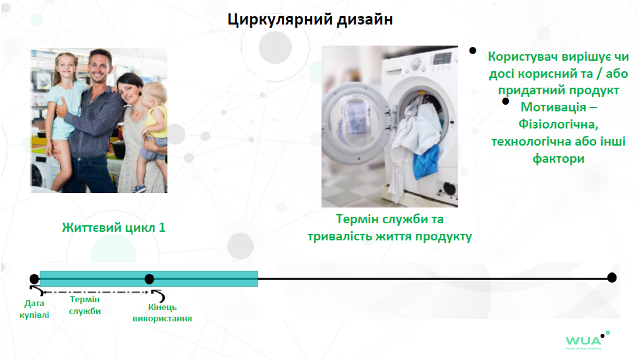 Циркулярний дизайн
Користувач вирішує чи
досі корисний та / або
придатний продукт
Мотивація –
Фізіологічна,
технологічна або інші
фактори
Життєвий цикл 1
Термін служби та
тривалість життя продукту
Дата
купівлі
Термін
служби
Кінець
використання
WUA